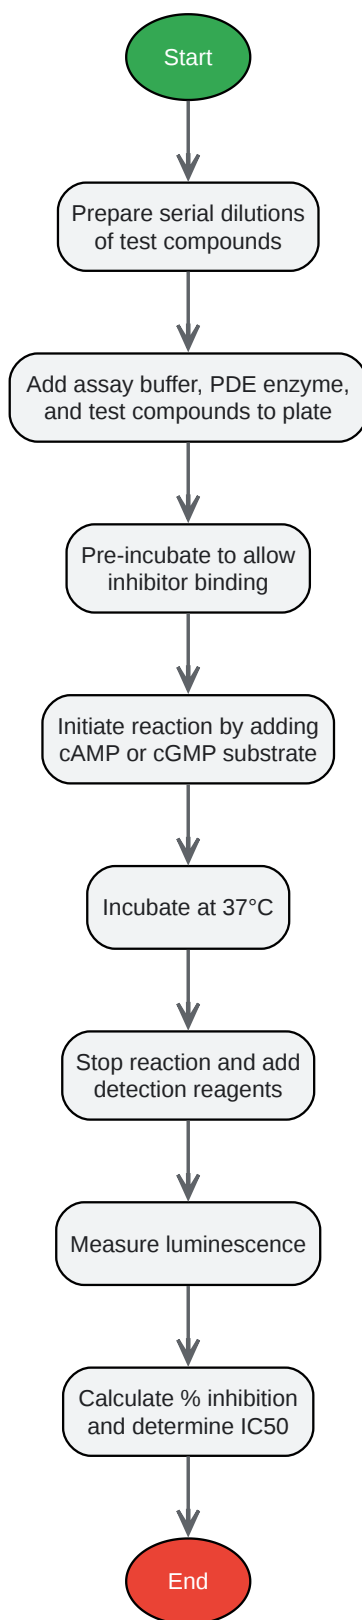 Start
Prepare serial dilutions
of test compounds
Add assay buffer, PDE enzyme,
and test compounds to plate
Pre-incubate to allow
inhibitor binding
Initiate reaction by adding
cAMP or cGMP substrate
Incubate at 37°C
Stop reaction and add
detection reagents
Measure luminescence
Calculate % inhibition
and determine IC50
End